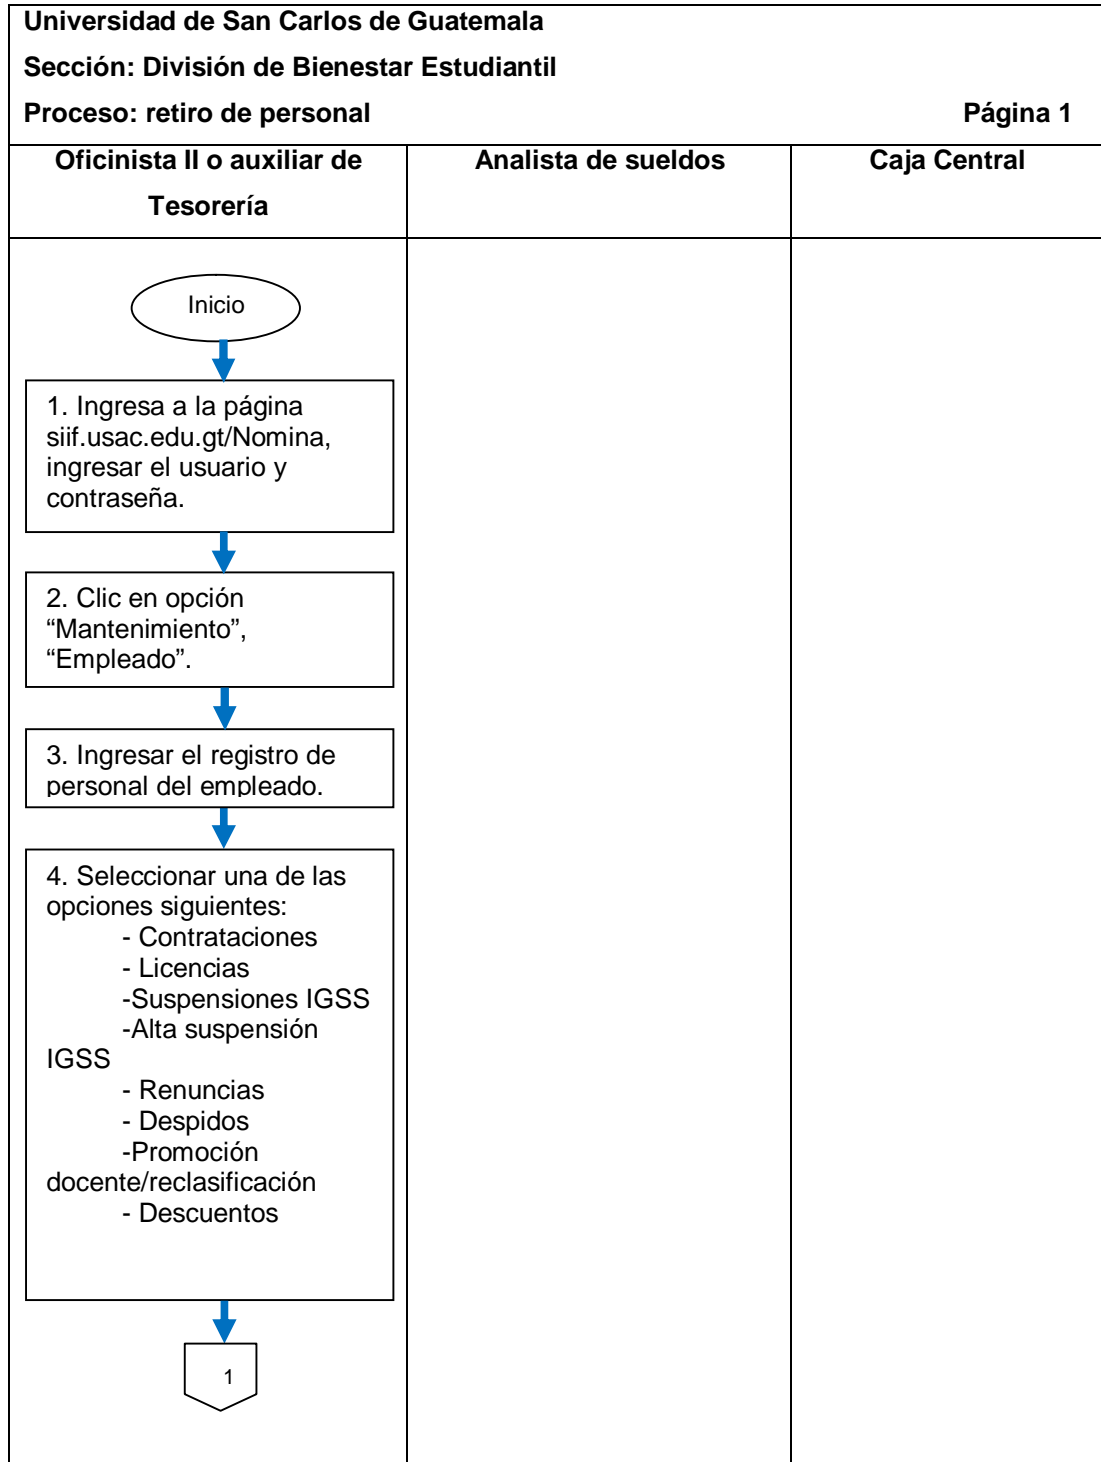 Universidad de San Carlos de Guatemala
Sección: División de Bienestar Estudiantil
Proceso: retiro de personal Página 1
Oficinista II o auxiliar de
Tesorería
Analista de sueldos
Caja Central
Inicio
1. Ingresa a la página
siif.usac.edu.gt/Nomina,
ingresar el usuario y
contraseña.
2. Clic en opción
“Mantenimiento”,
“Empleado”.
3. Ingresar el registro de
personal del empleado.
4. Seleccionar una de las
opciones siguientes:
- Contrataciones
- Licencias
-Suspensiones IGSS
-Alta suspensión
IGSS
- Renuncias
- Despidos
-Promoción
docente/reclasificación
- Descuentos
1